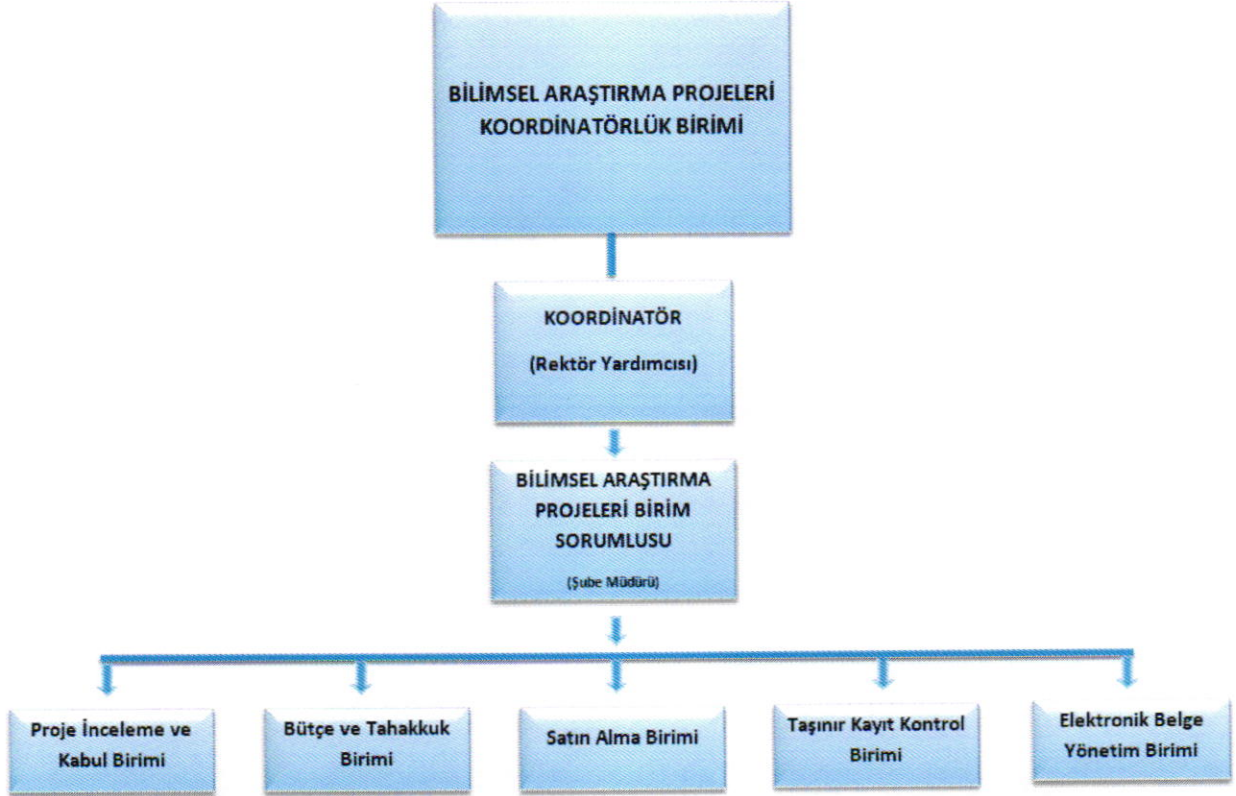 BİLİMSEL ARAŞTIRMA PROJELERİ
KOORDİNATÖRLÜK BİRİMİ
KOORDİNATÖR
(Rektör Yardımcısı)
BİLİMSEL ARAŞTIRMA
PROJELERİ BİRİM
SORUMLUSU
(Şube Müdürü)
Proje İnceleme ve
Kabul Birimi
Bütçe ve Tahakkuk
Birimi
Satın Alma Birimi
Taşınır Kayıt Kontrol
Birimi
Elektronik Belge
Yönetim Birimi